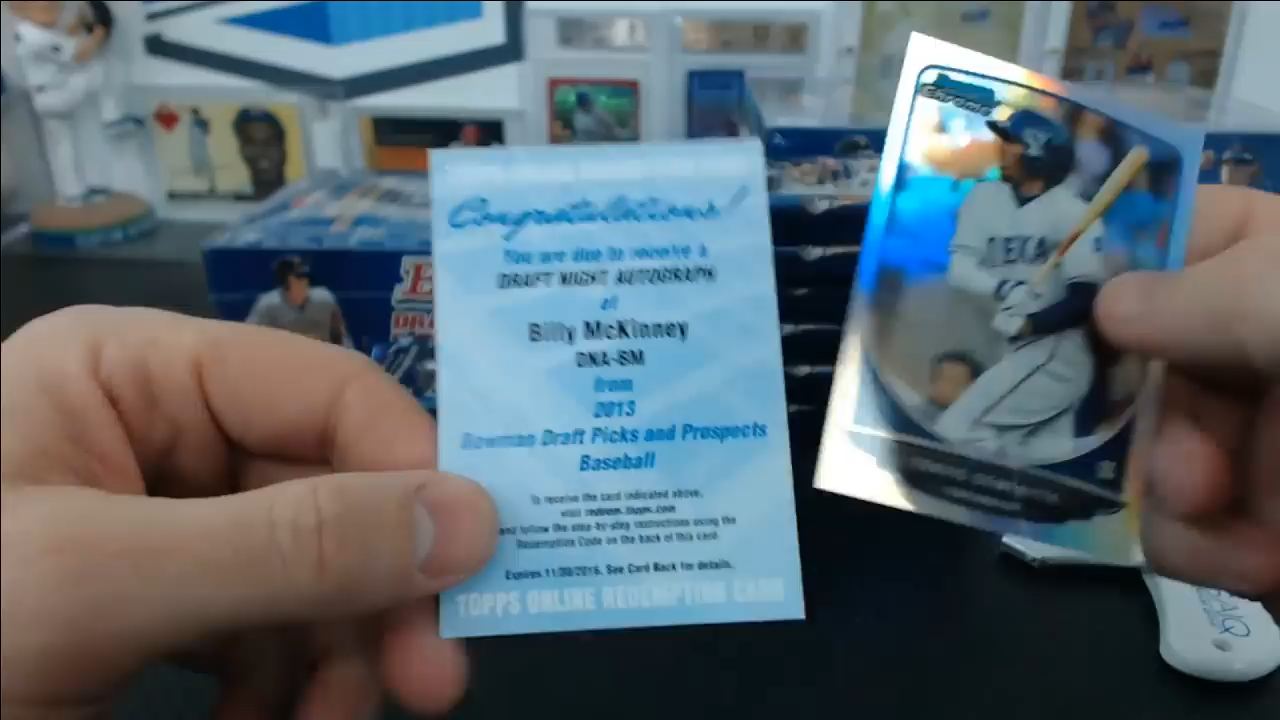 Congratulations!
You are due to receive a
DRAFT NIGHT AUTOGRAPH
of
Billy McKinney
DNA-BM
from
2013
Bowman Draft Picks and Prospects
Baseball
To receive the card indicated above,
visit redeem.topps.com
and follow the step-by-step instructions using the
Redemption Code on the back of this card.
Expires 11/30/2016. See Card Back for details.
TOPPS ONLINE REDEMPTION CARD
Bowman
Chrome
TEXA